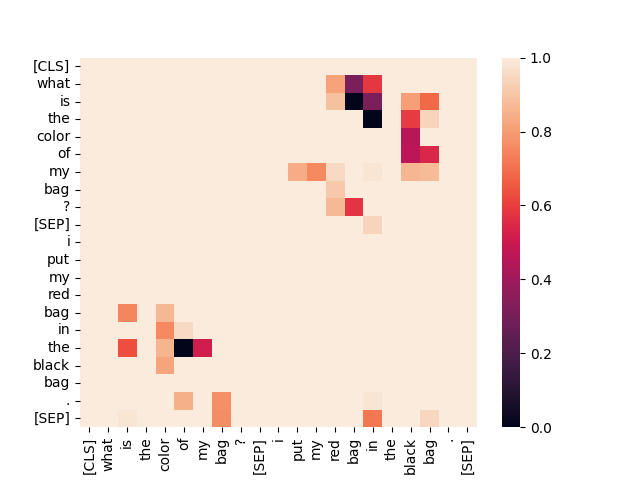 [CLS]
what
is
the
color
of
my
bag
?
[SEP]
i
put
my
red
bag
in
the
black
bag
.
[SEP]
[CLS] what is the color of my bag ? [SEP] i put my red bag in the black bag . [SEP]
1.0
0.8
0.6
0.4
0.2
0.0